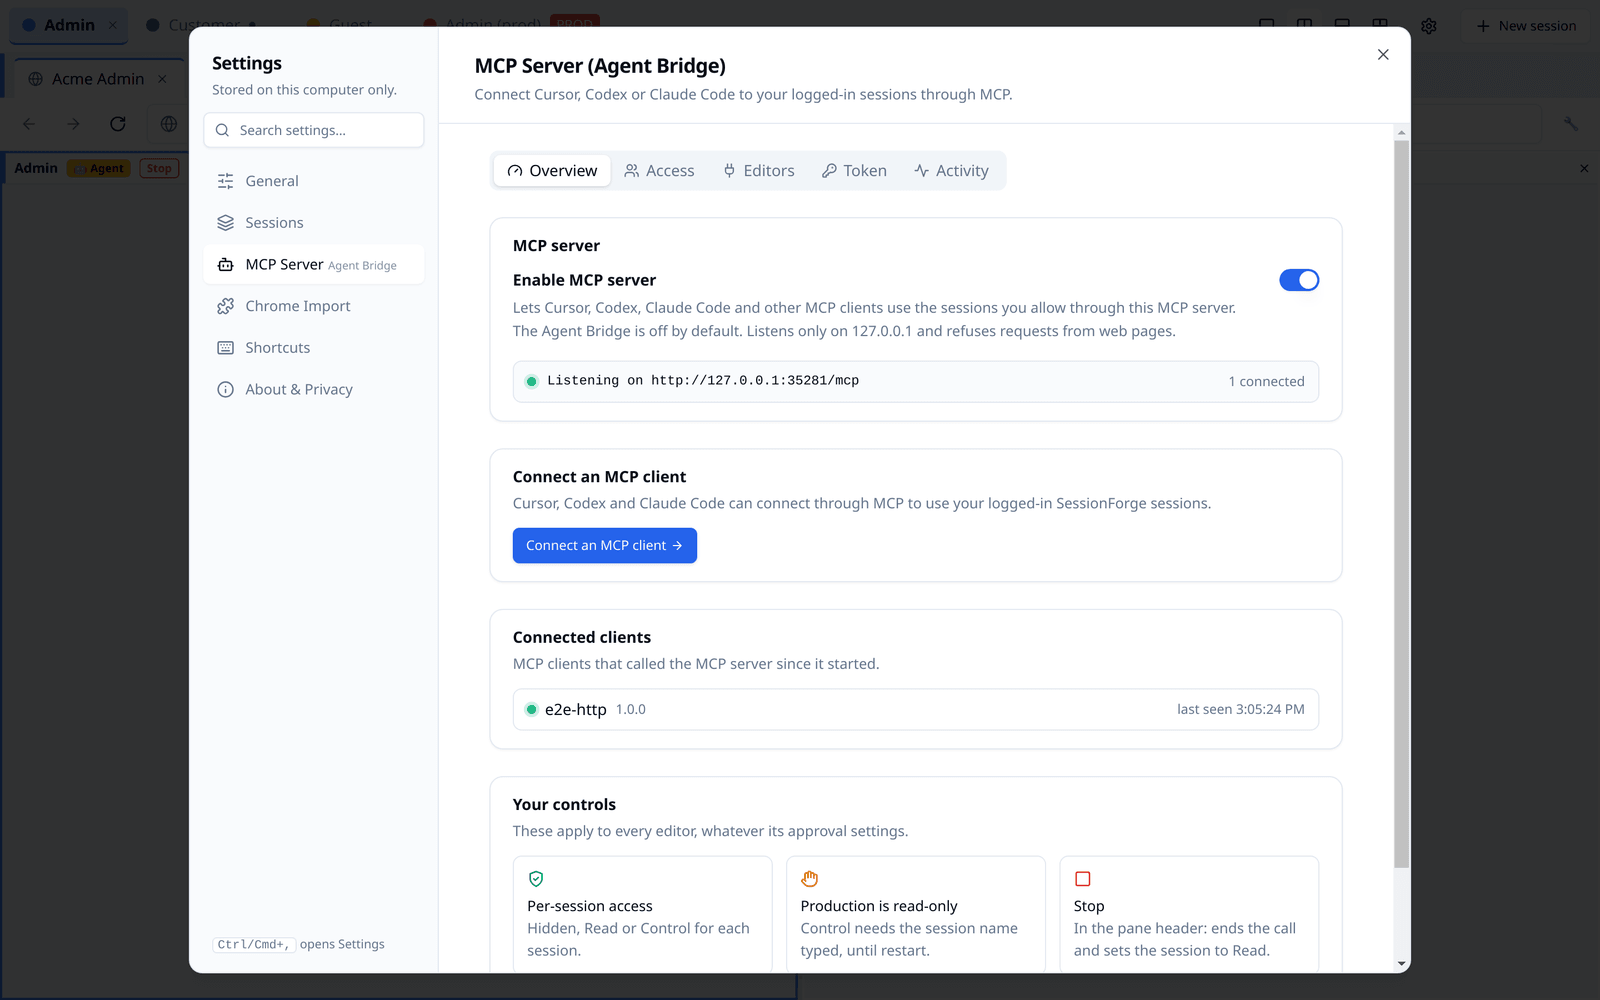 Admin
Customer
Guest
Admin (prod)
PROD
New session
Acme Admin
Admin
Agent
Stop
Settings
Stored on this computer only.
Search settings...
General
Sessions
MCP Server Agent Bridge
Chrome Import
Shortcuts
About & Privacy
Ctrl/Cmd+, opens Settings
MCP Server (Agent Bridge)
Connect Cursor, Codex or Claude Code to your logged-in sessions through MCP.
Overview
Access
Editors
Token
Activity
MCP server
Enable MCP server
Lets Cursor, Codex, Claude Code and other MCP clients use the sessions you allow through this MCP server.
The Agent Bridge is off by default. Listens only on 127.0.0.1 and refuses requests from web pages.
Listening on http://127.0.0.1:35281/mcp
1 connected
Connect an MCP client
Cursor, Codex and Claude Code can connect through MCP to use your logged-in SessionForge sessions.
Connect an MCP client →
Connected clients
MCP clients that called the MCP server since it started.
e2e-http 1.0.0
last seen 3:05:24 PM
Your controls
These apply to every editor, whatever its approval settings.
Per-session access
Hidden, Read or Control for each
session.
Production is read-only
Control needs the session name
typed, until restart.
Stop
In the pane header: ends the call
and sets the session to Read.